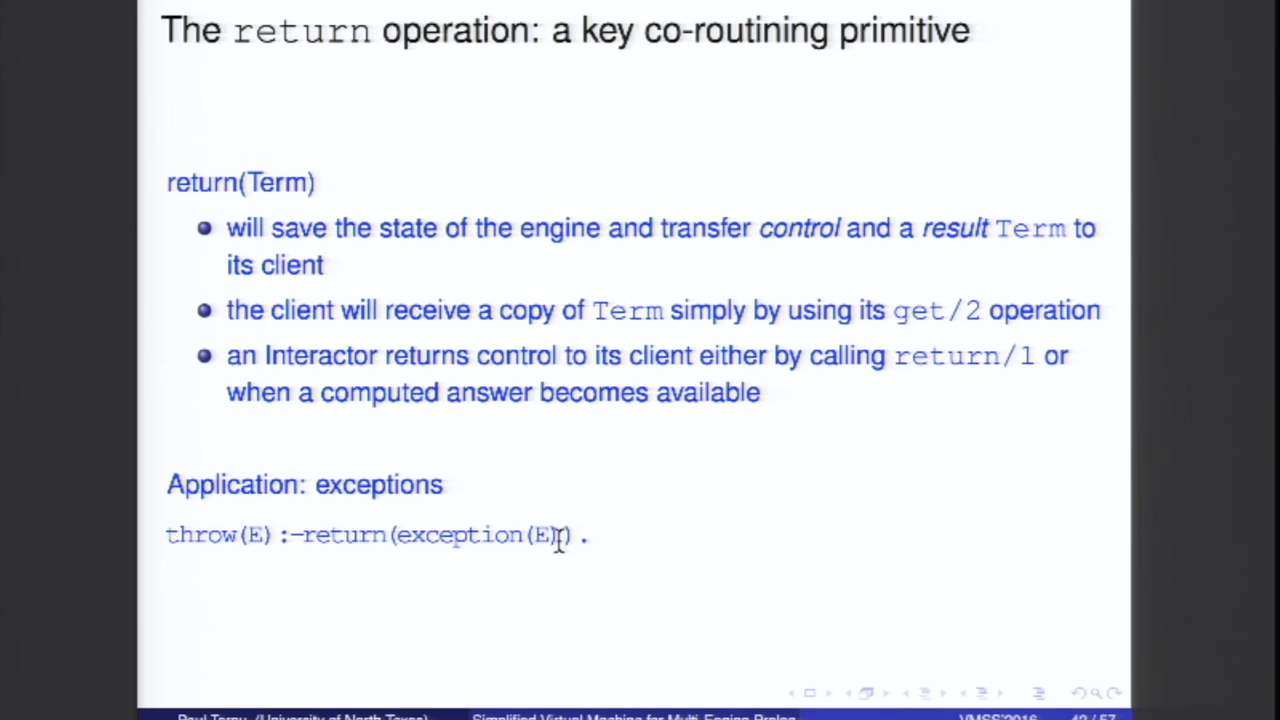 The return operation: a key co-routining primitive
return(Term)
will save the state of the engine and transfer control and a result Term to
its client
the client will receive a copy of Term simply by using its get/2 operation
an Interactor returns control to its client either by calling return/1 or
when a computed answer becomes available
Application: exceptions
throw(E):-return(exception(E)).
Paul Tarau (University of North Texas) Simplified Virtual Machine for Multi-Engine Prolog VMSS'2016 42 / 57